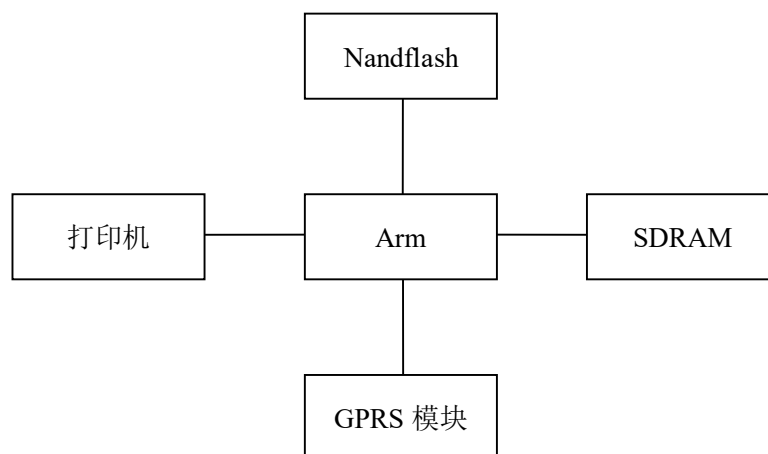 Nandflash
打印机
Arm
SDRAM
GPRS 模块